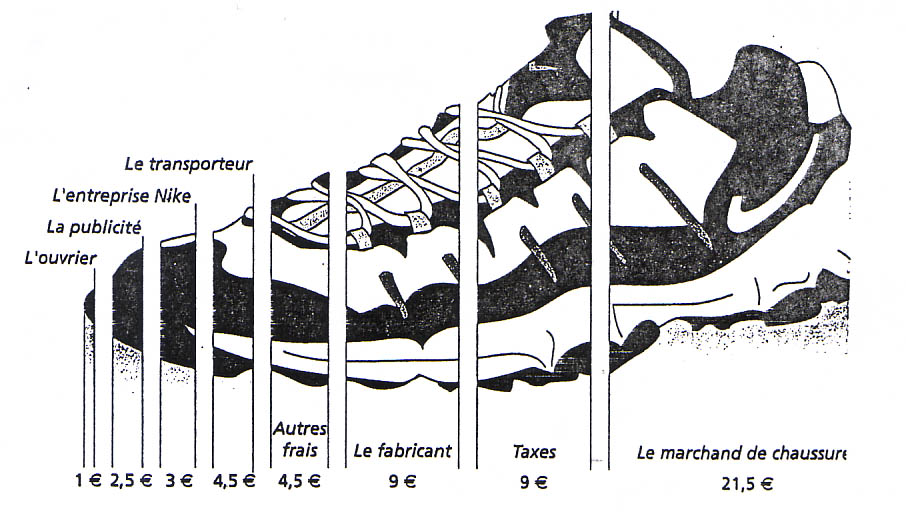 Le transporteur
L'entreprise Nike
La publicité
L'ouvrier
Autres
frais
Le fabricant
Taxes
Le marchand de chaussure
1 € 2,5 € 3 € 4,5 € 4,5 € 9 € 9 € 21,5 €